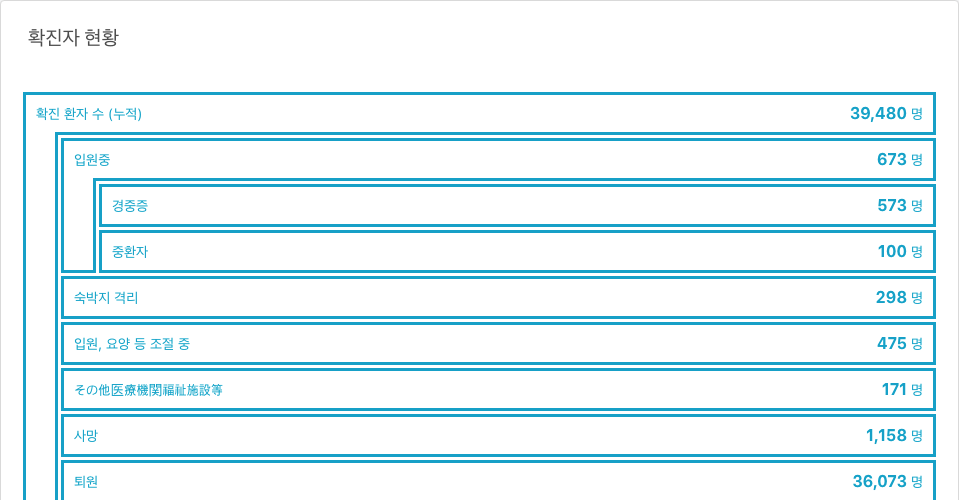 확진자 현황
확진 환자 수 (누적) 39,480 명
입원중 673 명
경중증 573 명
중환자 100 명
숙박지 격리 298 명
입원, 요양 등 조절 중 475 명
その他医療機関福祉施設等 171 명
사망 1,158 명
퇴원 36,073 명